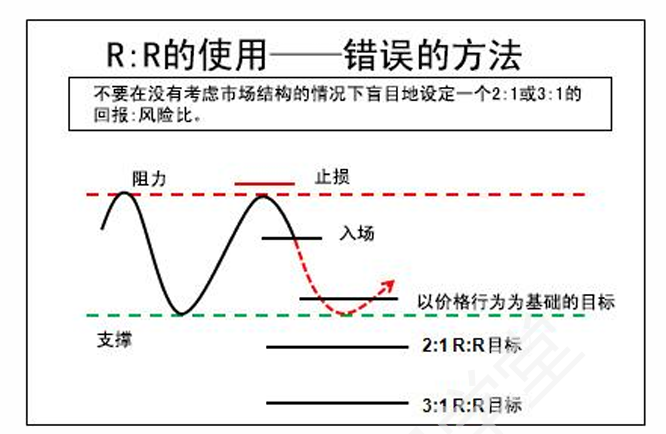 R:R的使用——错误的方法
不要在没有考虑市场结构的情况下盲目地设定一个2:1或3:1的
回报:风险比。
阻力
止损
入场
以价格行为为基础的目标
支撑
2:1 R:R目标
3:1 R:R目标
学堂